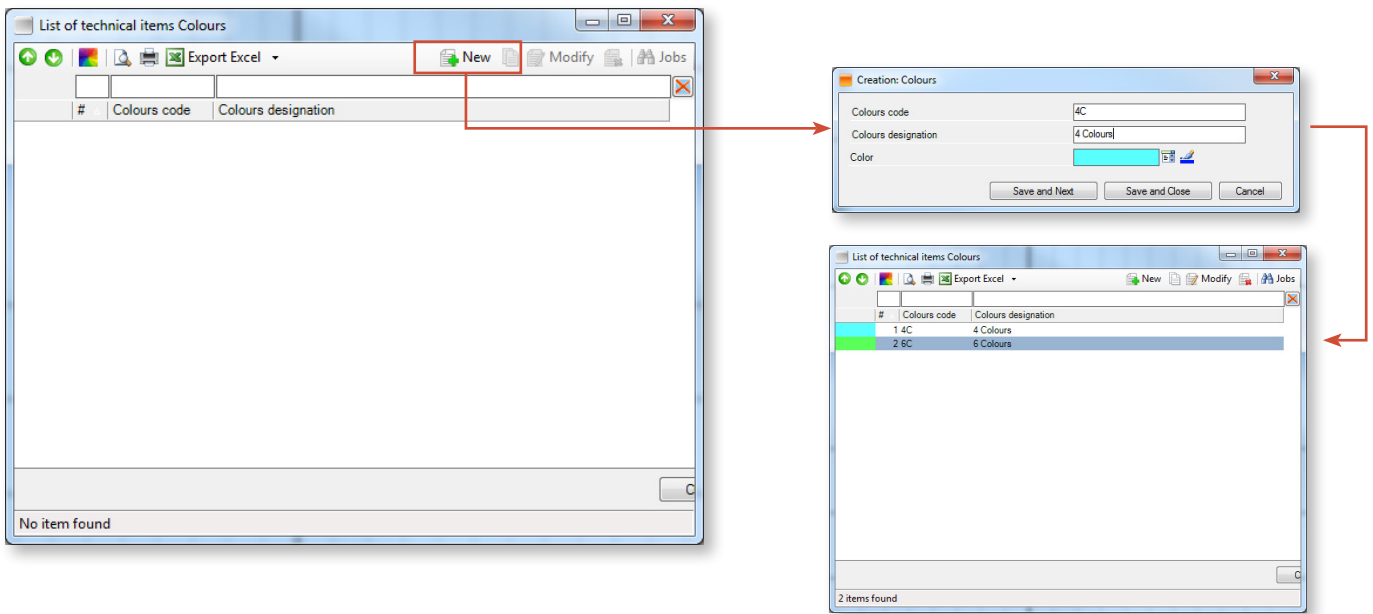 List of technical items Colours
Export Excel New Modify Jobs
# Colours code Colours designation
No item found
Creation: Colours
Colours code 4C
Colours designation 4 Colours
Color
Save and Next Save and Close Cancel
List of technical items Colours
Export Excel New Modify Jobs
# Colours code Colours designation
1 4C 4 Colours
2 6C 6 Colours
2 items found